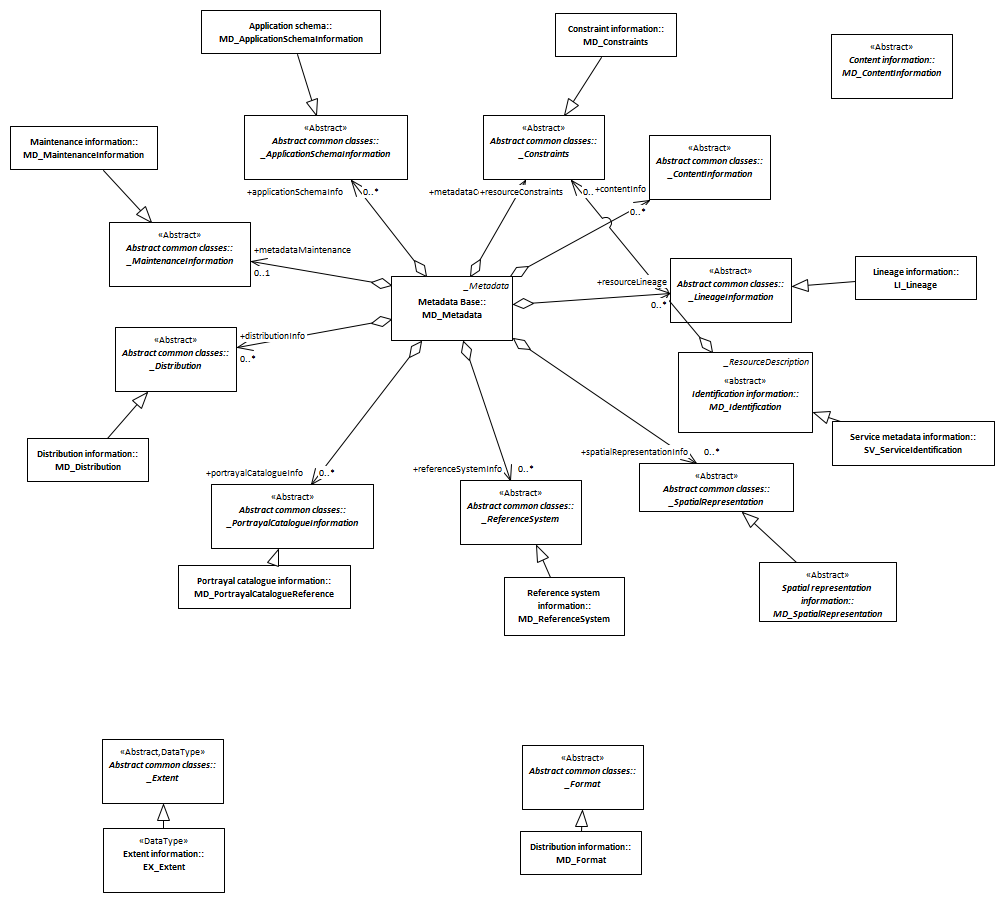 Application schema::
MD_ApplicationSchemaInformation
Constraint information::
MD_Constraints
«Abstract»
Content information::
MD_ContentInformation
Maintenance information::
MD_MaintenanceInformation
«Abstract»
Abstract common classes::
_ApplicationSchemaInformation
«Abstract»
Abstract common classes::
_Constraints
«Abstract»
Abstract common classes::
_ContentInformation
+applicationSchemaInfo
0..*
+metadataC
+resourceConstraints
0..
+contentInfo
0..*
«Abstract»
Abstract common classes::
_MaintenanceInformation
+metadataMaintenance
0..1
_Metadata
Metadata Base::
MD_Metadata
+resourceLineage
0..*
«Abstract»
Abstract common classes::
_LineageInformation
Lineage information::
LI_Lineage
«Abstract»
Abstract common classes::
_Distribution
+distributionInfo
0..*
_ResourceDescription
«abstract»
Identification information::
MD_Identification
Service metadata information::
SV_ServiceIdentification
Distribution information::
MD_Distribution
+portrayalCatalogueInfo
0..*
+referenceSystemInfo
0..*
+spatialRepresentationInfo
0..*
«Abstract»
Abstract common classes::
_PortrayalCatalogueInformation
«Abstract»
Abstract common classes::
_ReferenceSystem
«Abstract»
Abstract common classes::
_SpatialRepresentation
Portrayal catalogue information::
MD_PortrayalCatalogueReference
Reference system
information::
MD_ReferenceSystem
«Abstract»
Spatial representation
information::
MD_SpatialRepresentation
«Abstract,DataType»
Abstract common classes::
_Extent
«Abstract»
Abstract common classes::
_Format
«DataType»
Extent information::
EX_Extent
Distribution information::
MD_Format